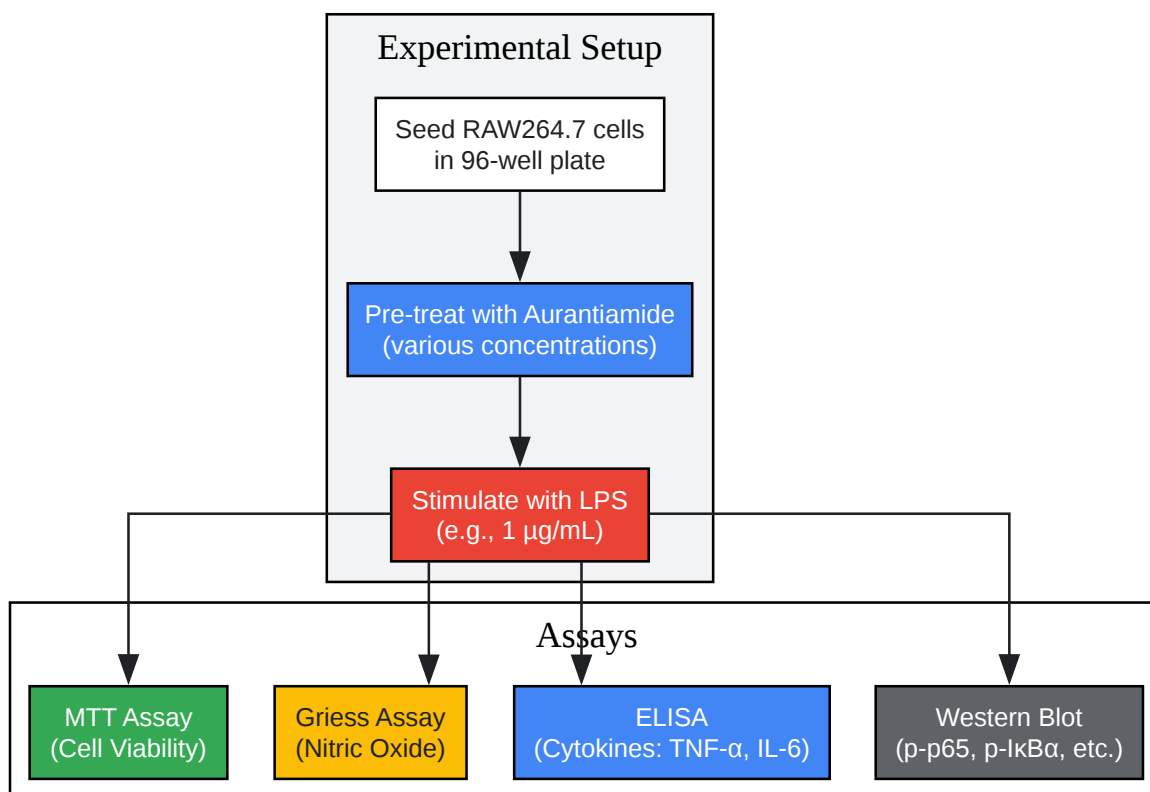 Experimental Setup
Seed RAW264.7 cells
in 96-well plate
Pre-treat with Aurantiamide
(various concentrations)
Stimulate with LPS
(e.g., 1 µg/mL)
Assays
MTT Assay
(Cell Viability)
Griess Assay
(Nitric Oxide)
ELISA
(Cytokines: TNF-α, IL-6)
Western Blot
(p-p65, p-IκBα, etc.)